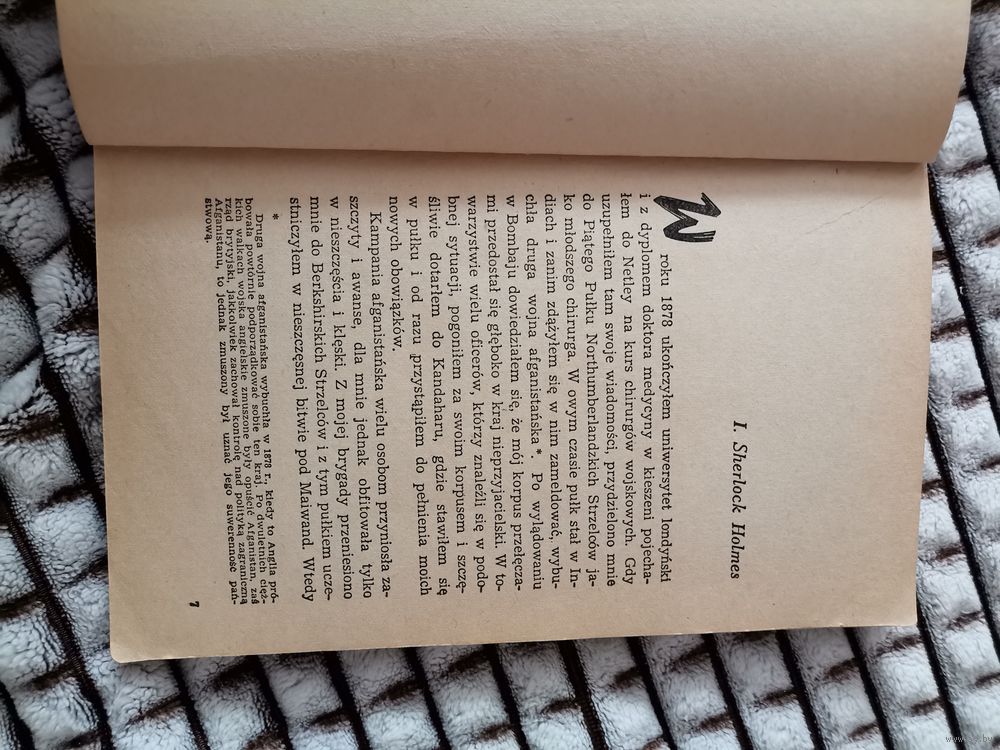 I. Sherlock Holmes
W roku 1878 ukończyłem uniwersytet londyński
i z dyplomem doktora medycyny w kieszeni pojecha-
łem do Netley na kurs chirurgów wojskowych. Gdy
uzupełniłem tam swoje wiadomości, przydzielono mnie
do Piątego Pułku Northumberlandzkich Strzelców ja-
ko młodszego chirurga. W owym czasie pułk stał w In-
diach i zanim zdążyłem się w nim zameldować, wybu-
chła druga wojna afganistańska *. Po wylądowaniu
w Bombaju dowiedziałem się, że mój korpus przełęcza-
mi przedostał się głęboko w kraj nieprzyjacielski. W to-
warzystwie wielu oficerów, którzy znaleźli się w podo-
bnej sytuacji, pogoniłem za swoim korpusem i szczę-
śliwie dotarłem do Kandaharu, gdzie stawiłem się
w pułku i od razu przystąpiłem do pełnienia moich
nowych obowiązków.
Kampania afganistańska wielu osobom przyniosła za-
szczyty i awanse, dla mnie jednak obfitowała tylko
w nieszczęścia i klęski. Z mojej brygady przeniesiono
mnie do Berkshirskich Strzelców i z tym pułkiem ucze-
stniczyłem w nieszczęsnej bitwie pod Maiwand. Wtedy
*
Druga wojna afganistańska wybuchła w 1878 r., kiedy to Anglia pró-
bowała powtórnie podporządkować sobie ten kraj. Po dwuletnich cięż-
kich walkach wojska angielskie zmuszone były opuścić Afganistan, zaś
rząd brytyjski, jakkolwiek zachował kontrolę nad polityką zagraniczną
Afganistanu, to jednak zmuszony był uznać jego suwerenność pań-
stwową.
7